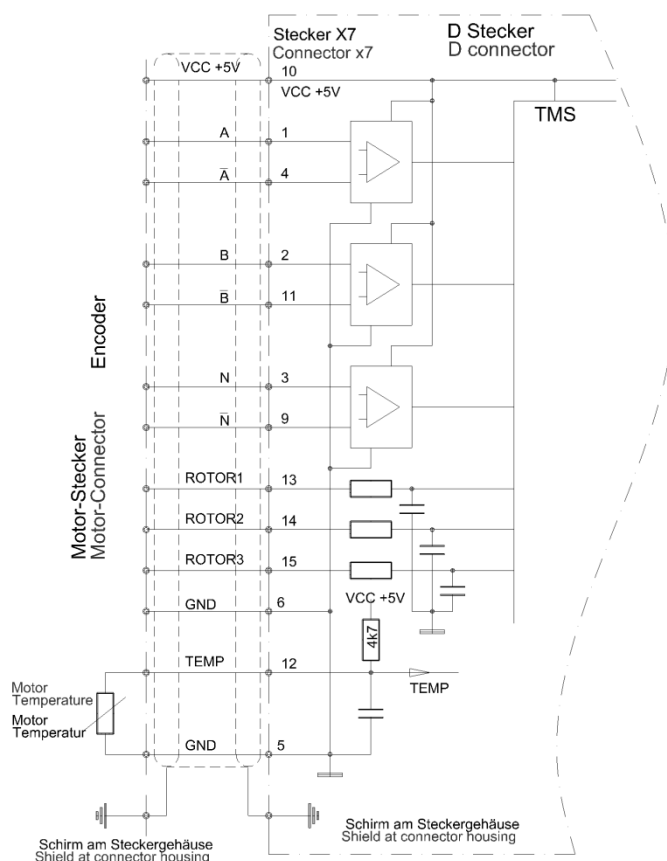 Stecker X7
Connector x7
D Stecker
D connector
VCC +5V
10
VCC +5V
TMS
A
1
A̅
4
B
2
B̅
11
N
3
N̅
9
Encoder
Motor-Stecker
Motor-Connector
ROTOR1
13
ROTOR2
14
ROTOR3
15
VCC +5V
GND
6
4k7
TEMP
12
TEMP
Motor
Temperature
Motor
Temperatur
GND
5
Schirm am Steckergehäuse
Shield at connector housing
Schirm am Steckergehäuse
Shield at connector housing